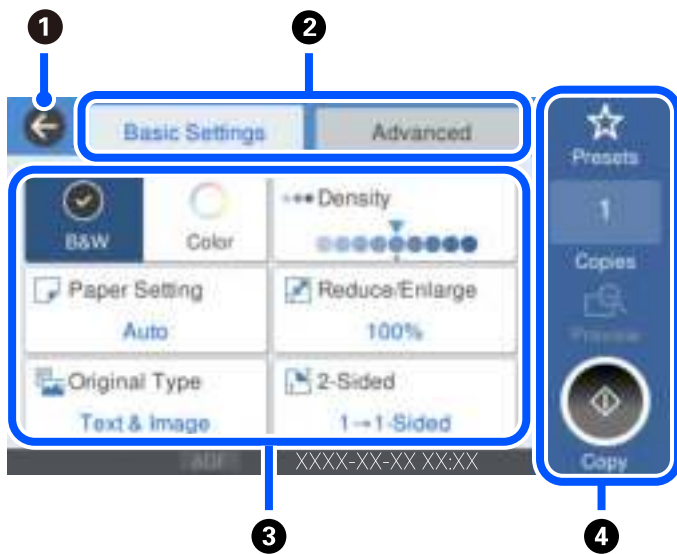 1
2
Basic Settings
Advanced
Presets
1
Copies
Preview
Copy
B&W
Color
Density
Paper Setting
Auto
Reduce/Enlarge
100%
Original Type
Text & Image
2-Sided
1→1-Sided
ADF
XXXX-XX-XX XX:XX
3
4